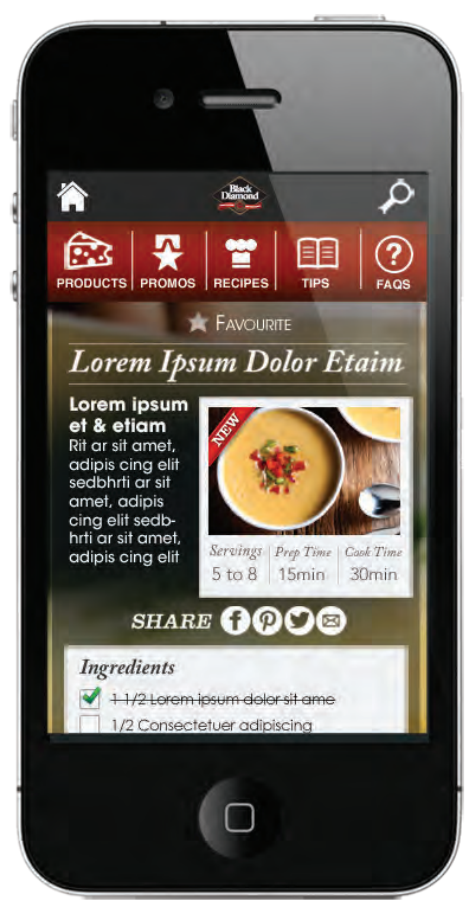 Black
Diamond
PRODUCTS
PROMOS
RECIPES
TIPS
FAQS
FAVOURITE
Lorem Ipsum Dolor Etaim
Lorem ipsum
et & etiam
Rit ar sit amet,
adipis cing elit
sedbhrti ar sit
amet, adipis
cing elit sedb-
hrti ar sit amet,
adipis cing elit
NEW
Servings
Prep Time
Cook Time
5 to 8
15min
30min
SHARE
Ingredients
1 1/2 Lorem ipsum dolor sit ame
1/2 Consectetuer adipiscing